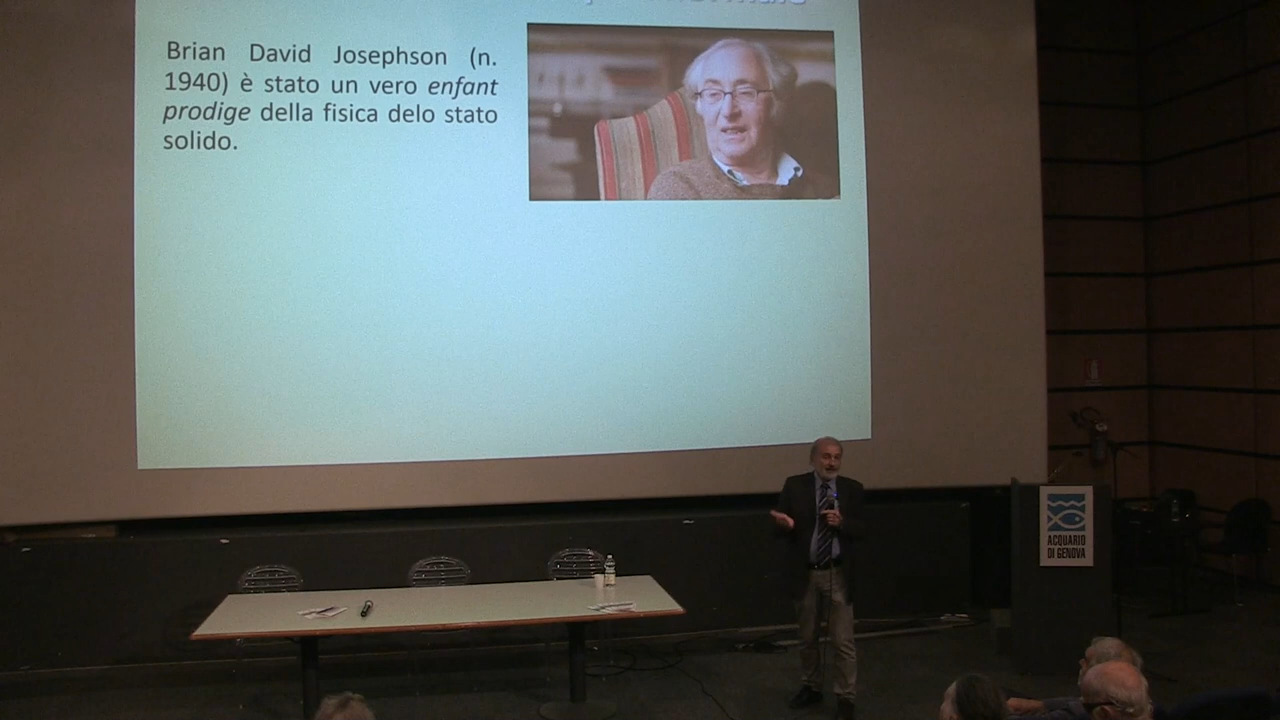 Brian David Josephson (n.
1940) è stato un vero enfant
prodige della fisica delo stato
solido.
ACQUARIO
DI GENOVA